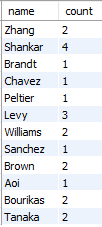 name count
Zhang 2
Shankar 4
Brandt 1
Chavez 1
Peltier 1
Levy 3
Williams 2
Sanchez 1
Brown 2
Aoi 1
Bourikas 2
Tanaka 2